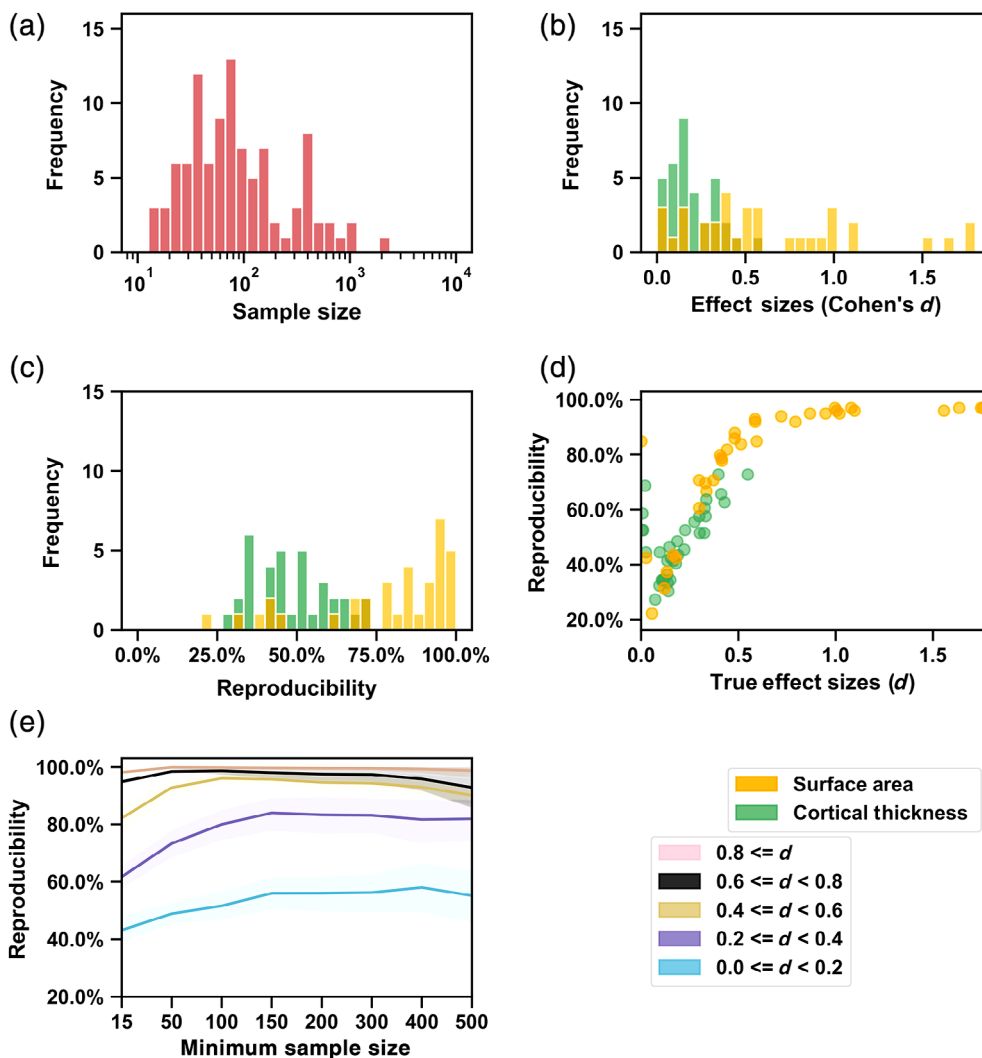 (a)
15
10
5
0
Frequency
10^1 10^2 10^3 10^4
Sample size
(b)
15
10
5
0
Frequency
0.0 0.5 1.0 1.5
Effect sizes (Cohen's d)
(c)
15
10
5
0
Frequency
0.0% 25.0% 50.0% 75.0% 100.0%
Reproducibility
(d)
100.0%
80.0%
60.0%
40.0%
20.0%
Reproducibility
0.0 0.5 1.0 1.5
True effect sizes (d)
(e)
100.0%
80.0%
60.0%
40.0%
20.0%
Reproducibility
15 50 100 150 200 300 400 500
Minimum sample size
Surface area
Cortical thickness
0.8 <= d
0.6 <= d < 0.8
0.4 <= d < 0.6
0.2 <= d < 0.4
0.0 <= d < 0.2